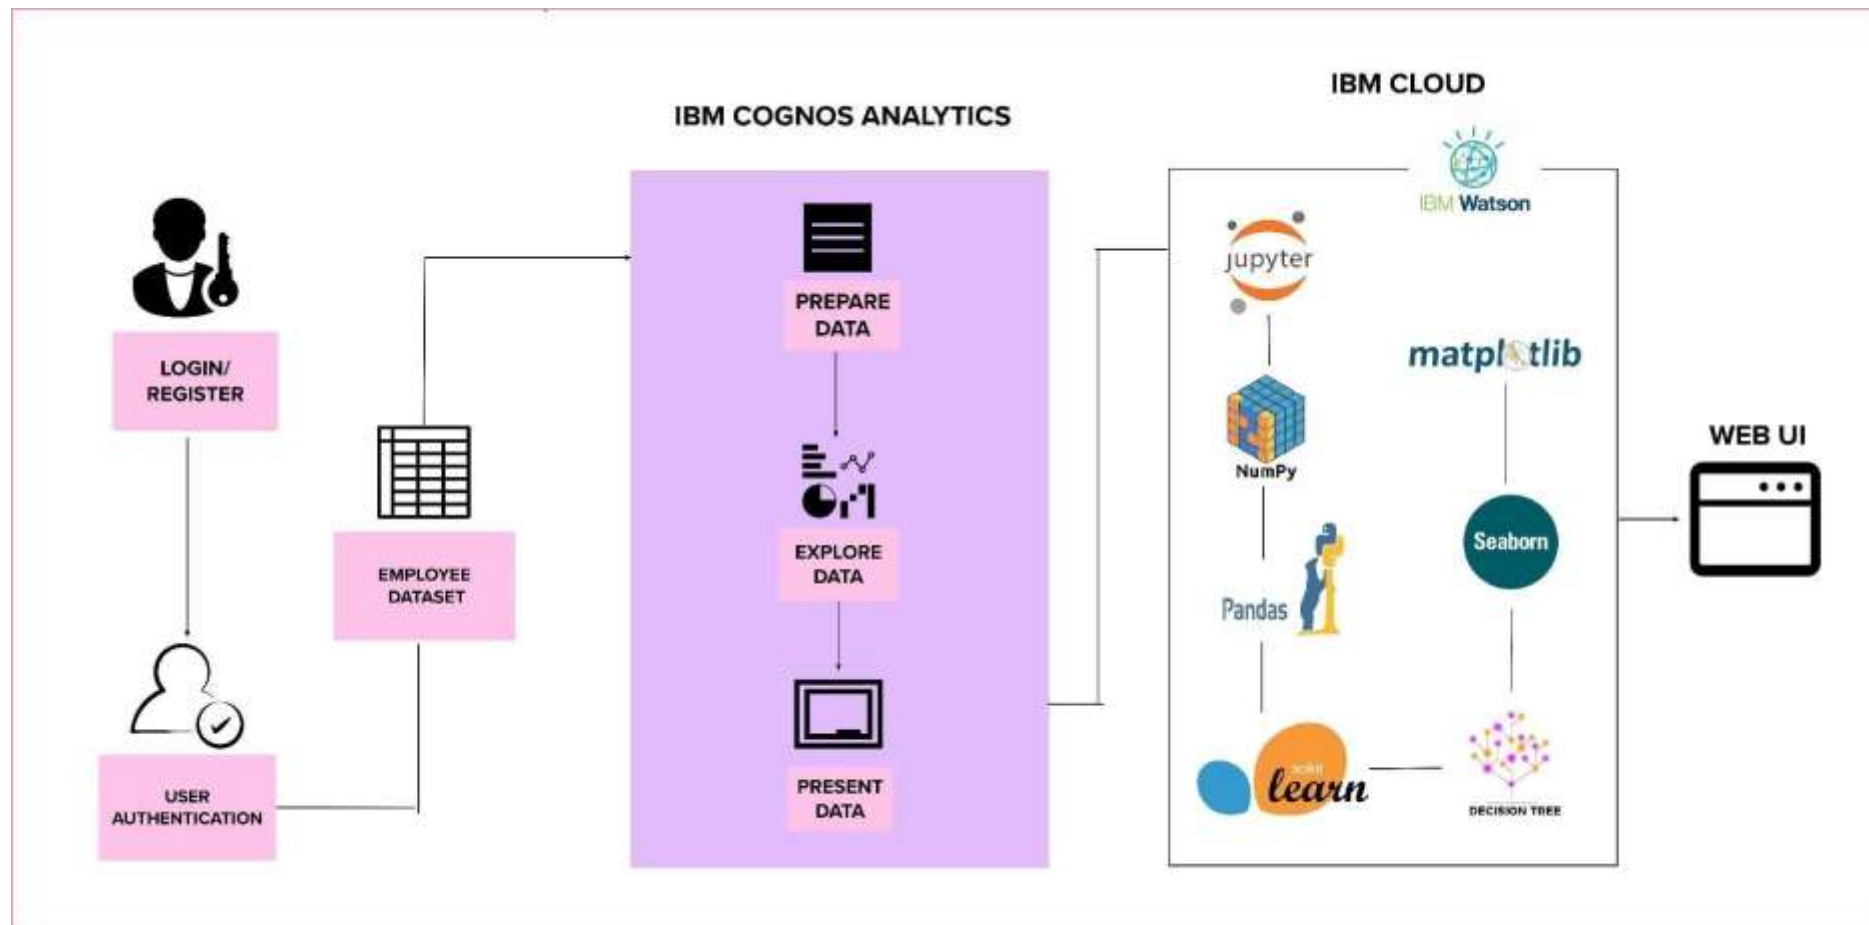 IBM CLOUD
IBM COGNOS ANALYTICS
IBM Watson
LOGIN/
REGISTER
EMPLOYEE
DATASET
USER
AUTHENTICATION
PREPARE
DATA
EXPLORE
DATA
PRESENT
DATA
jupyter
NumPy
Pandas
scikit
learn
matplotlib
Seaborn
DECISION TREE
WEB UI